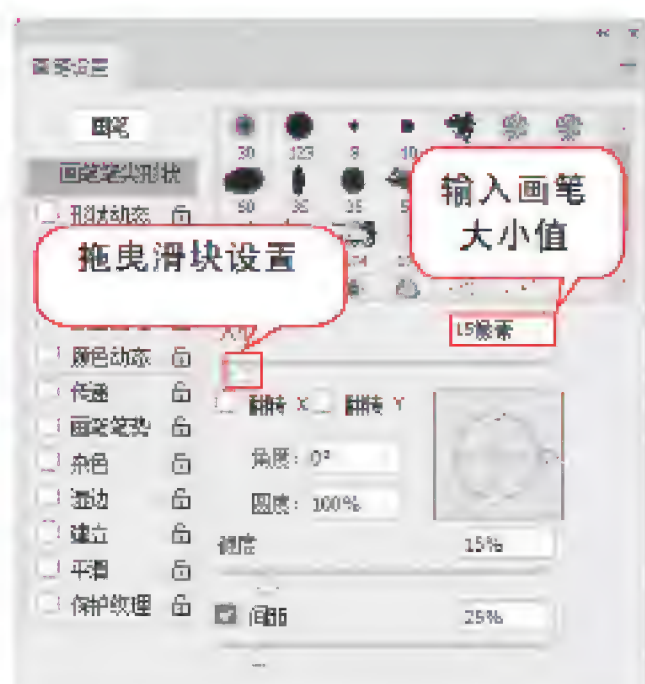 画笔设置
画笔
画笔笔尖形状
30 123 8 10
形状动态
50
拖曳滑块设置
输入画笔
大小值
大小
15像素
颜色动态
传递
翻转 X 翻转 Y
画笔笔势
杂色
角度: 0°
湿边
圆度: 100%
建立
硬度 15%
平滑
保护纹理
间距 25%